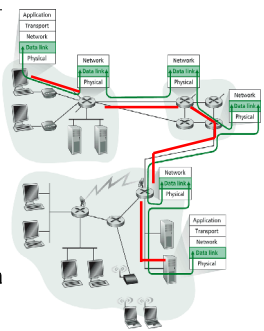 Application
Transport
Network
Data link
Physical
Network
Data link
Physical
Network
Data link
Physical
Network
Data link
Physical
Network
Data link
Physical
Application
Transport
Network
Data link
Physical